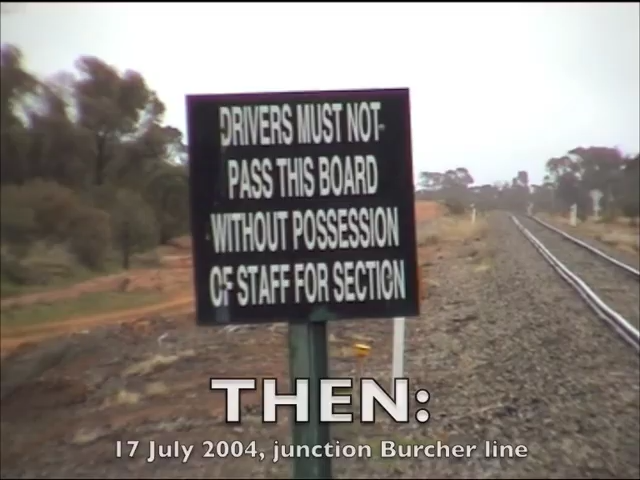 DRIVERS MUST NOT
PASS THIS BOARD
WITHOUT POSSESSION
OF STAFF FOR SECTION
THEN:
17 July 2004, junction Burcher line